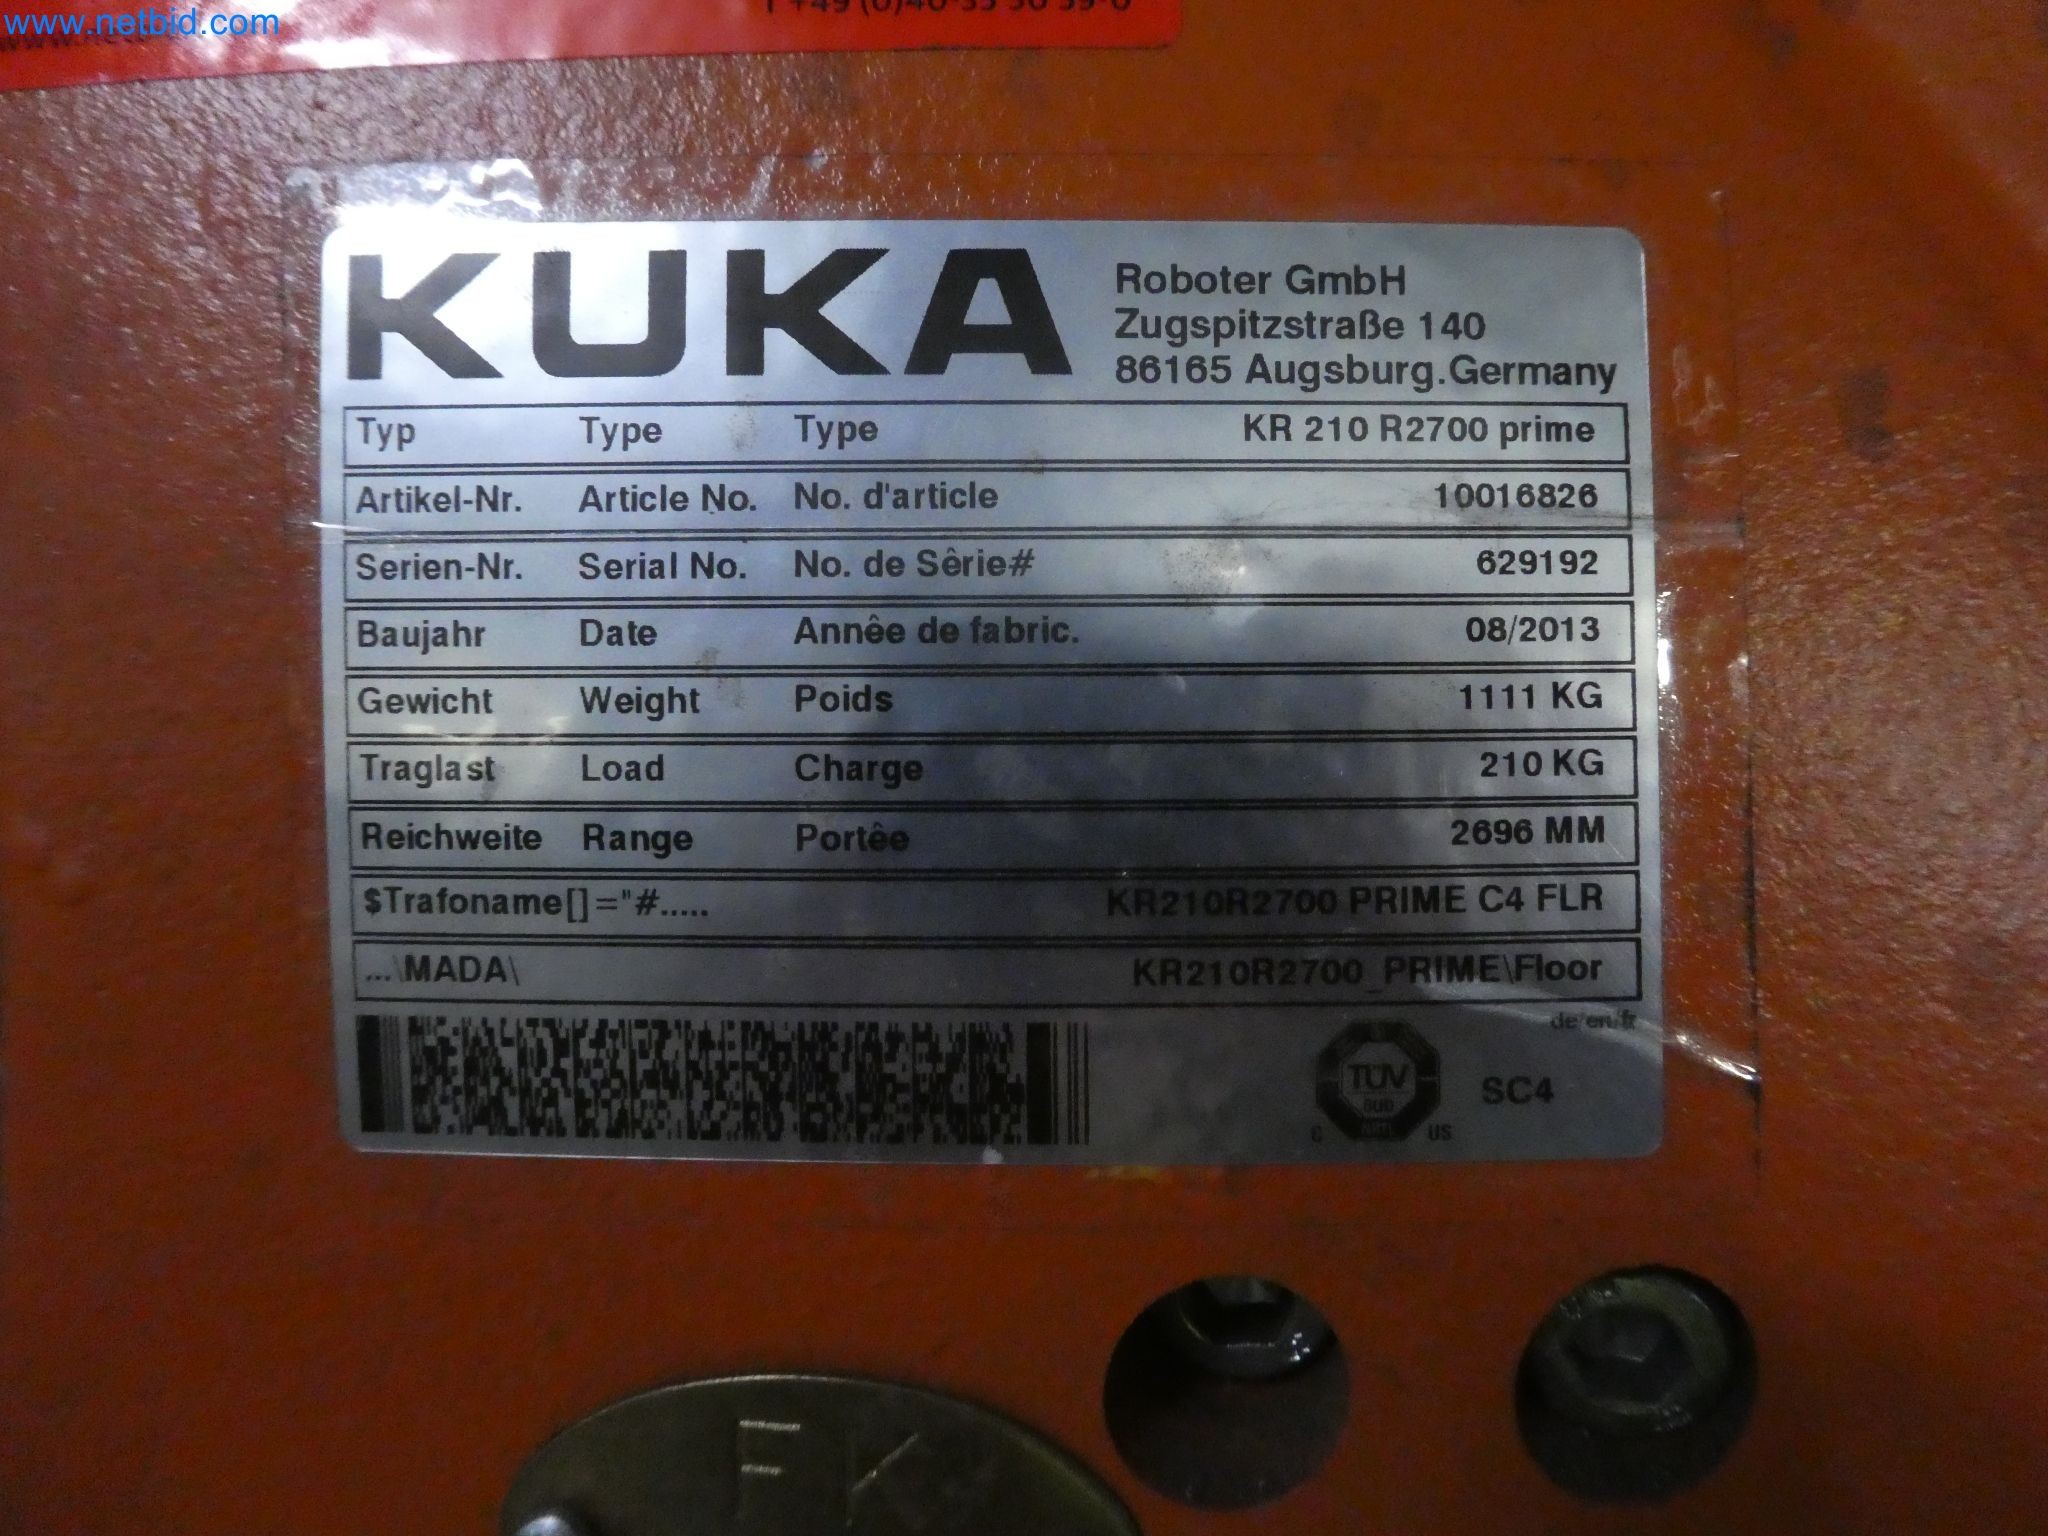 www.netbid.com
KUKA
Roboter GmbH
Zugspitzstraße 140
86165 Augsburg.Germany
Typ Type Type KR 210 R2700 prime
Artikel-Nr. Article No. No. d'article 10016826
Serien-Nr. Serial No. No. de Sêrie# 629192
Baujahr Date Annêe de fabric. 08/2013
Gewicht Weight Poids 1111 KG
Traglast Load Charge 210 KG
Reichweite Range Portêe 2696 MM
$Trafoname[]="#..... KR210R2700 PRIME C4 FLR
...\MADA\ KR210R2700_PRIME\Floor
de/en/fr
TÜV
SÜD
C US
SC4